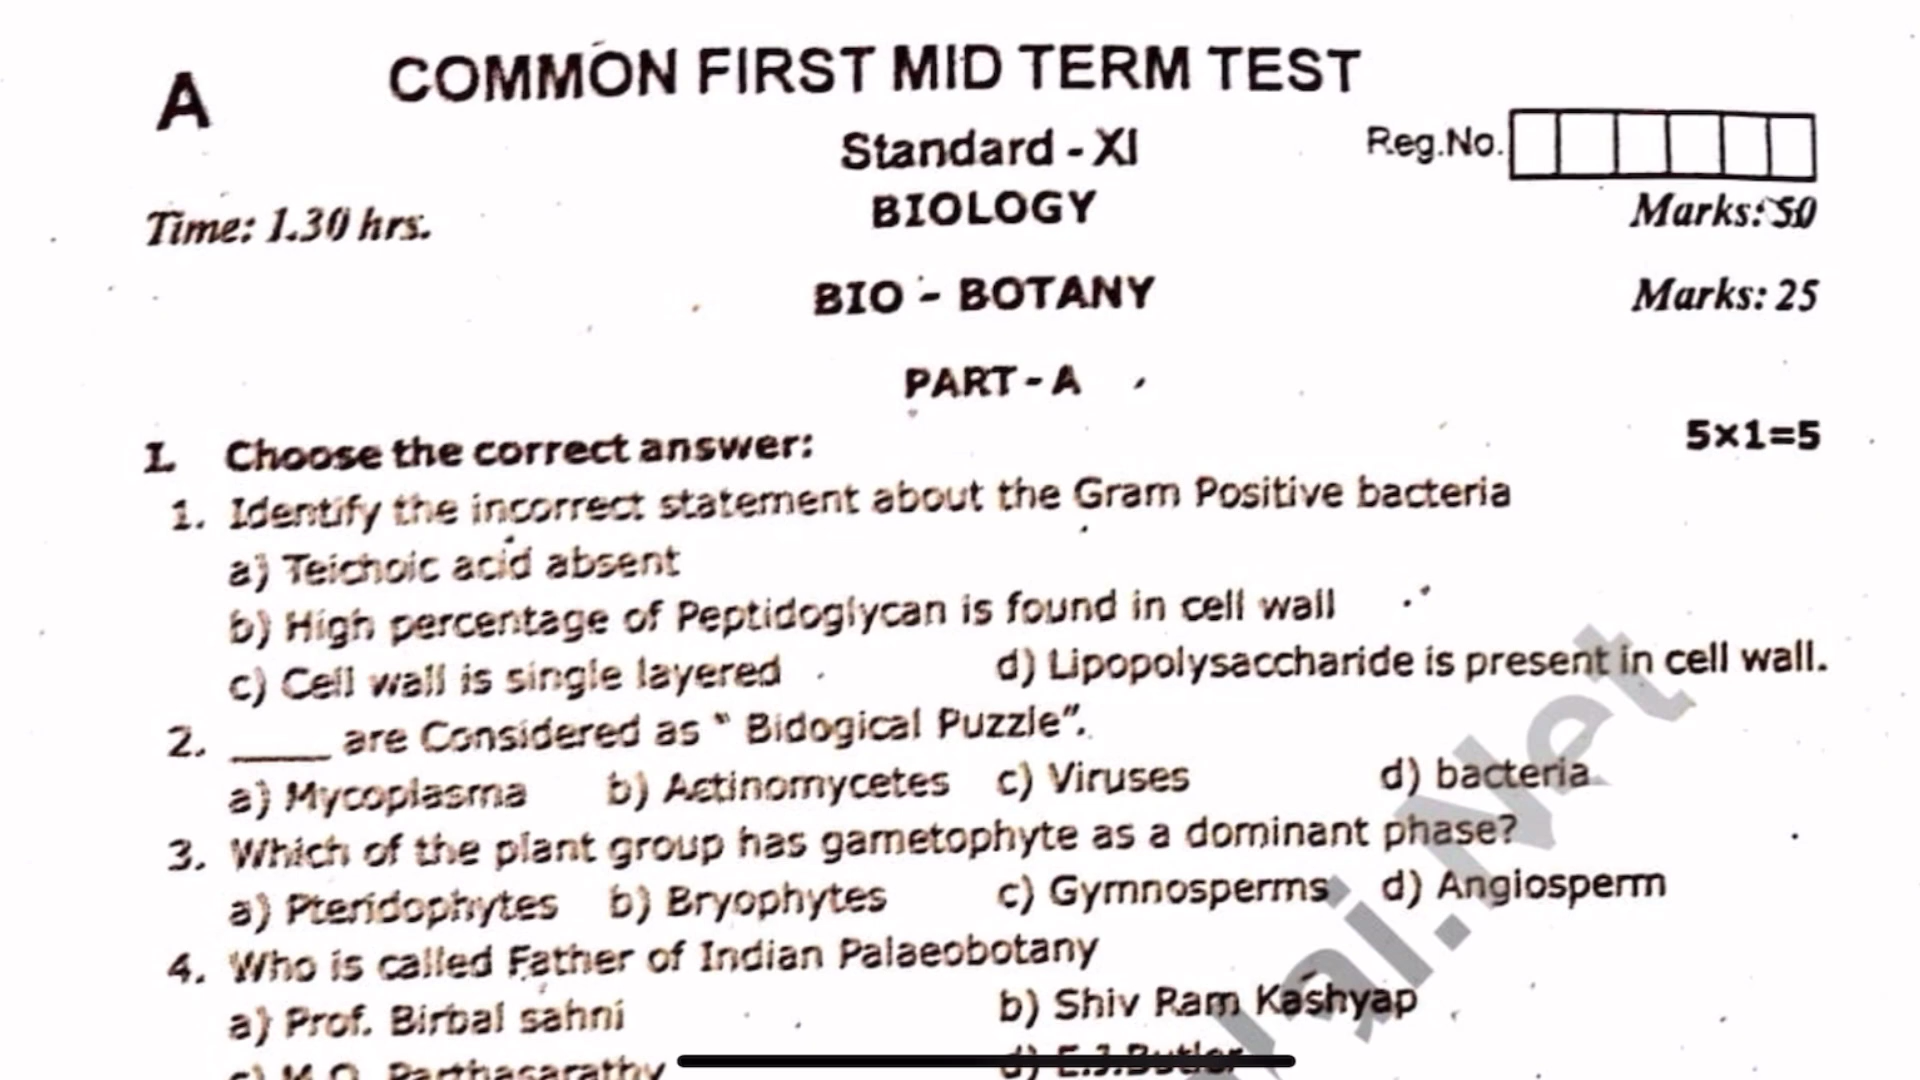 A
COMMON FIRST MID TERM TEST
Standard - XI
Reg.No.
Time: 1.30 hrs.
BIOLOGY
Marks: 50
BIO - BOTANY
Marks: 25
PART - A
I. Choose the correct answer: 5×1=5
1. Identify the incorrect statement about the Gram Positive bacteria
a) Teichoic acid absent
b) High percentage of Peptidoglycan is found in cell wall
c) Cell wall is single layered d) Lipopolysaccharide is present in cell wall.
2. _____ are Considered as " Bidogical Puzzle".
a) Mycoplasma b) Actinomycetes c) Viruses d) bacteria
3. Which of the plant group has gametophyte as a dominant phase?
a) Pteridophytes b) Bryophytes c) Gymnosperms d) Angiosperm
4. Who is called Father of Indian Palaeobotany
a) Prof. Birbal sahni b) Shiv Ram Kashyap
Parthasarathy d) E.J.Butler
ai.Net